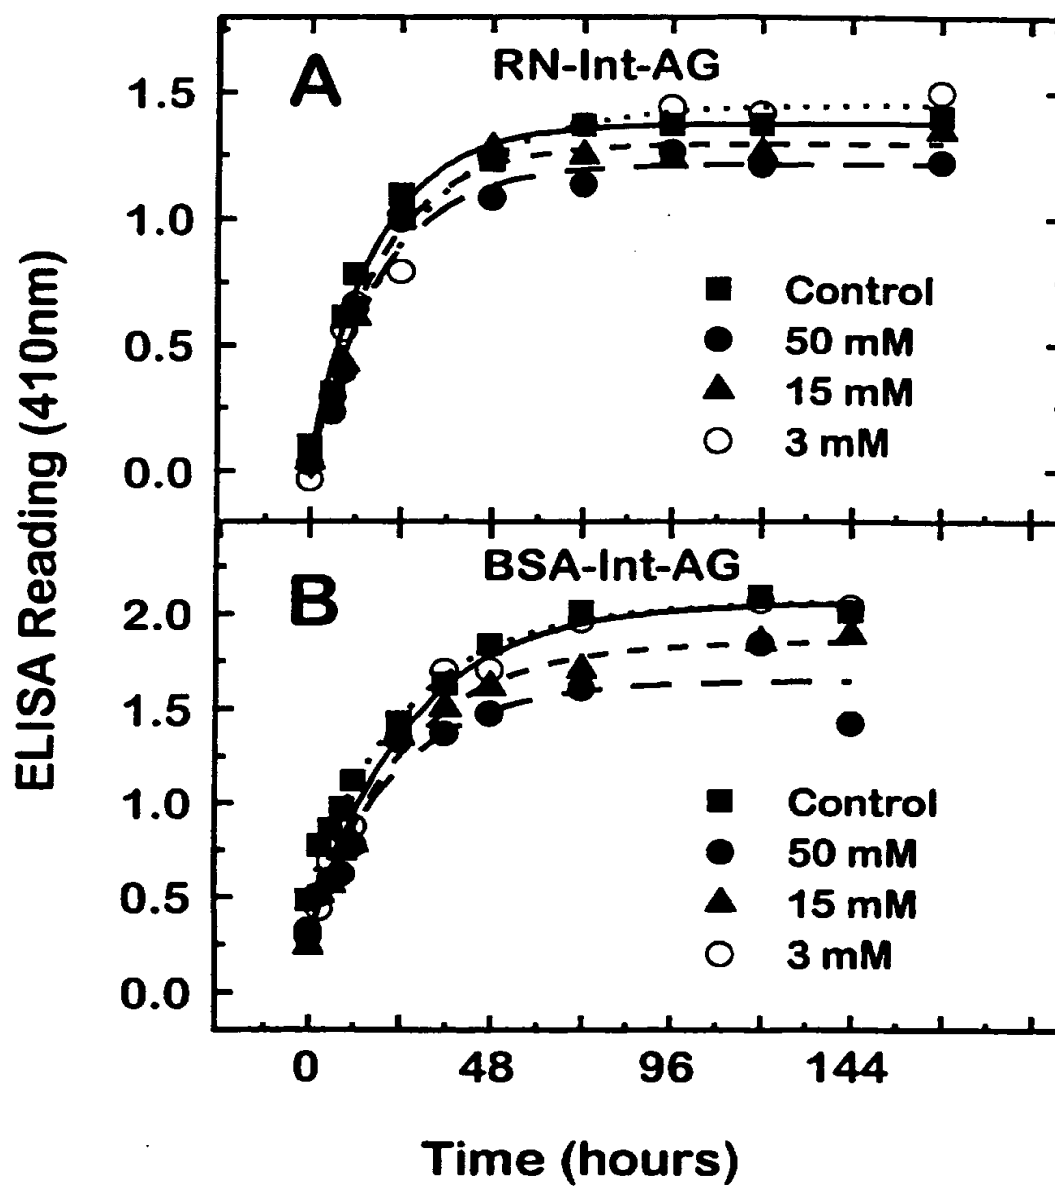 A
RN-Int-AG
1.5
1.0
0.5
0.0
Control
50 mM
15 mM
3 mM
ELISA Reading (410nm)
B
BSA-Int-AG
2.0
1.5
1.0
0.5
0.0
Control
50 mM
15 mM
3 mM
0 48 96 144
Time (hours)